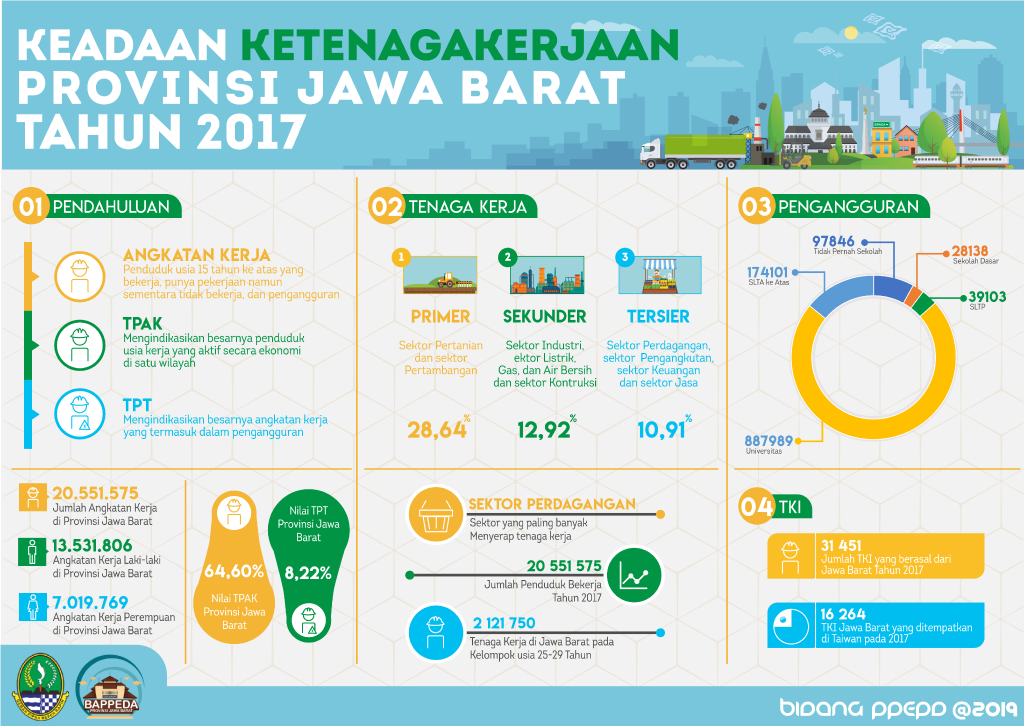 KEADAAN KETENAGAKERJAAN
PROVINSI JAWA BARAT
TAHUN 2017
01 PENDAHULUAN
ANGKATAN KERJA
Penduduk usia 15 tahun ke atas yang
bekerja, punya pekerjaan namun
sementara tidak bekerja, dan pengangguran
TPAK
Mengindikasikan besarnya penduduk
usia kerja yang aktif secara ekonomi
di satu wilayah
TPT
Mengindikasikan besarnya angkatan kerja
yang termasuk dalam pengangguran
20.551.575
Jumlah Angkatan Kerja
di Provinsi Jawa Barat
13.531.806
Angkatan Kerja Laki-laki
di Provinsi Jawa Barat
7.019.769
Angkatan Kerja Perempuan
di Provinsi Jawa Barat
64,60%
Nilai TPAK
Provinsi Jawa
Barat
Nilai TPT
Provinsi Jawa
Barat
8,22%
02 TENAGA KERJA
1
PRIMER
Sektor Pertanian
dan sektor
Pertambangan
28,64%
2
SEKUNDER
Sektor Industri,
ektor Listrik,
Gas, dan Air Bersih
dan sektor Kontruksi
12,92%
3
TERSIER
Sektor Perdagangan,
sektor Pengangkutan,
sektor Keuangan
dan sektor Jasa
10,91%
SEKTOR PERDAGANGAN
Sektor yang paling banyak
Menyerap tenaga kerja
20 551 575
Jumlah Penduduk Bekerja
Tahun 2017
2 121 750
Tenaga Kerja di Jawa Barat pada
Kelompok usia 25-29 Tahun
03 PENGANGGURAN
97846
Tidak Pernah Sekolah
28138
Sekolah Dasar
174101
SLTA ke Atas
39103
SLTP
887989
Universitas
04 TKI
31 451
Jumlah TKI yang berasal dari
Jawa Barat Tahun 2017
16 264
TKI Jawa Barat yang ditempatkan
di Taiwan pada 2017
BAPPEDA
PROVINSI JAWA BARAT
BIDANG PPEPD @2019